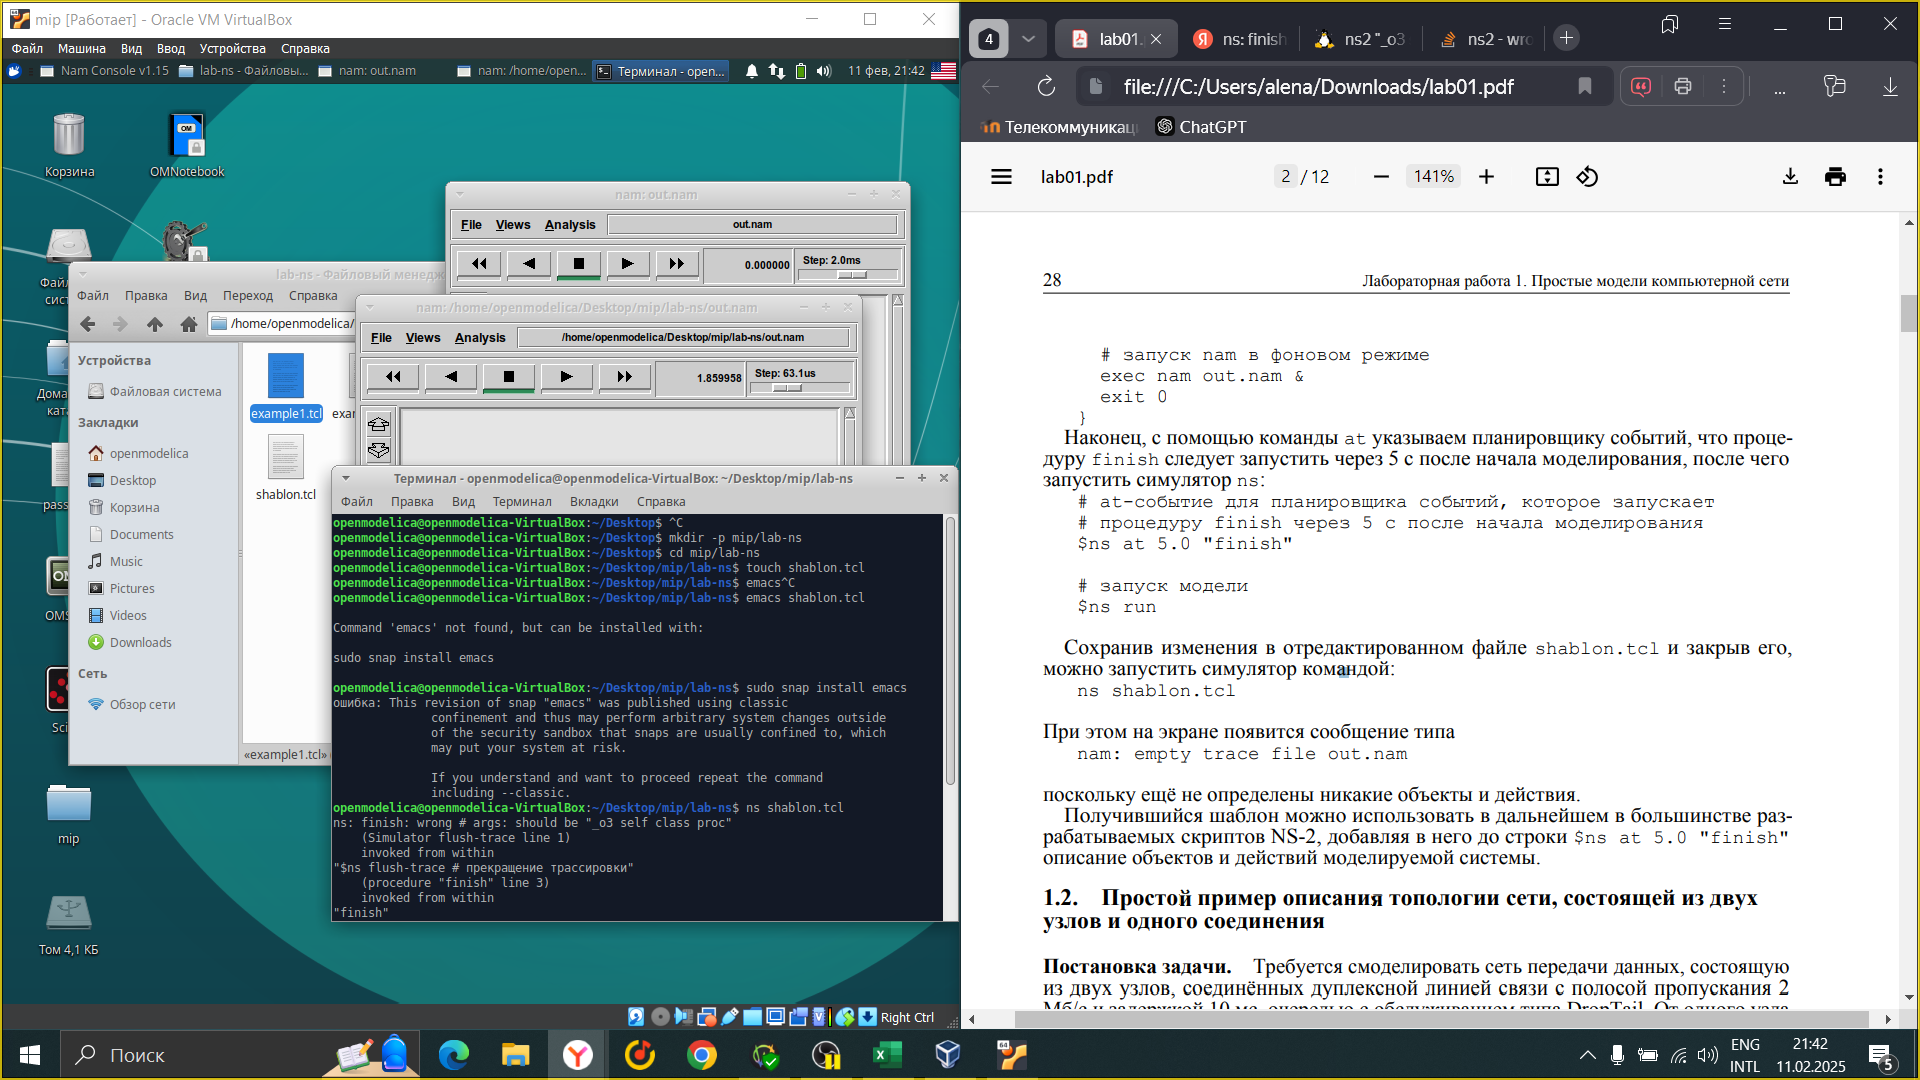 mip [Работает] - Oracle VM VirtualBox
Файл Машина Вид Ввод Устройства Справка
Nam Console v1.15 lab-ns - Файловы... nam: out.nam nam: /home/open... Терминал - open... 11 фев, 21:42
Корзина
OMNotebook
mip
Том 4,1 КБ
nam: out.nam
File Views Analysis out.nam
0.000000 Step: 2.0ms
lab-ns - Файловый менедж
Файл Правка Вид Переход Справка
/home/openmodelica/
Устройства
Файловая система
Закладки
openmodelica
Desktop
Корзина
Documents
Music
Pictures
Videos
Downloads
Сеть
Обзор сети
example1.tcl
shablon.tcl
«example1.tcl»
nam: /home/openmodelica/Desktop/mip/lab-ns/out.nam
File Views Analysis /home/openmodelica/Desktop/mip/lab-ns/out.nam
1.859958 Step: 63.1us
Терминал - openmodelica@openmodelica-VirtualBox: ~/Desktop/mip/lab-ns
Файл Правка Вид Терминал Вкладки Справка
openmodelica@openmodelica-VirtualBox:~/Desktop$ ^C
openmodelica@openmodelica-VirtualBox:~/Desktop$ mkdir -p mip/lab-ns
openmodelica@openmodelica-VirtualBox:~/Desktop$ cd mip/lab-ns
openmodelica@openmodelica-VirtualBox:~/Desktop/mip/lab-ns$ touch shablon.tcl
openmodelica@openmodelica-VirtualBox:~/Desktop/mip/lab-ns$ emacs^C
openmodelica@openmodelica-VirtualBox:~/Desktop/mip/lab-ns$ emacs shablon.tcl
Command 'emacs' not found, but can be installed with:
sudo snap install emacs
openmodelica@openmodelica-VirtualBox:~/Desktop/mip/lab-ns$ sudo snap install emacs
ошибка: This revision of snap "emacs" was published using classic
confinement and thus may perform arbitrary system changes outside
of the security sandbox that snaps are usually confined to, which
may put your system at risk.
If you understand and want to proceed repeat the command
including --classic.
openmodelica@openmodelica-VirtualBox:~/Desktop/mip/lab-ns$ ns shablon.tcl
ns: finish: wrong # args: should be "_o3 self class proc"
(Simulator flush-trace line 1)
invoked from within
"$ns flush-trace # прекращение трассировки"
(procedure "finish" line 3)
invoked from within
"finish"
Right Ctrl
4 lab01. ns: finish ns2 "_o3 ns2 - wro
file:///C:/Users/alena/Downloads/lab01.pdf
Телекоммуникац ChatGPT
lab01.pdf 2 / 12 141%
28 Лабораторная работа 1. Простые модели компьютерной сети
# запуск nam в фоновом режиме
exec nam out.nam &
exit 0
}
Наконец, с помощью команды at указываем планировщику событий, что проце-
дуру finish следует запустить через 5 с после начала моделирования, после чего
запустить симулятор ns:
# at-событие для планировщика событий, которое запускает
# процедуру finish через 5 с после начала моделирования
$ns at 5.0 "finish"
# запуск модели
$ns run
Сохранив изменения в отредактированном файле shablon.tcl и закрыв его,
можно запустить симулятор командой:
ns shablon.tcl
При этом на экране появится сообщение типа
nam: empty trace file out.nam
поскольку ещё не определены никакие объекты и действия.
Получившийся шаблон можно использовать в дальнейшем в большинстве раз-
рабатываемых скриптов NS-2, добавляя в него до строки $ns at 5.0 "finish"
описание объектов и действий моделируемой системы.
1.2. Простой пример описания топологии сети, состоящей из двух
узлов и одного соединения
Постановка задачи. Требуется смоделировать сеть передачи данных, состоящую
из двух узлов, соединённых дуплексной линией связи с полосой пропускания 2
Мб/с и задержкой 10 мс, очередью с обслуживанием типа DropTail. От одного узла
Поиск
ENG
INTL
21:42
11.02.2025
5